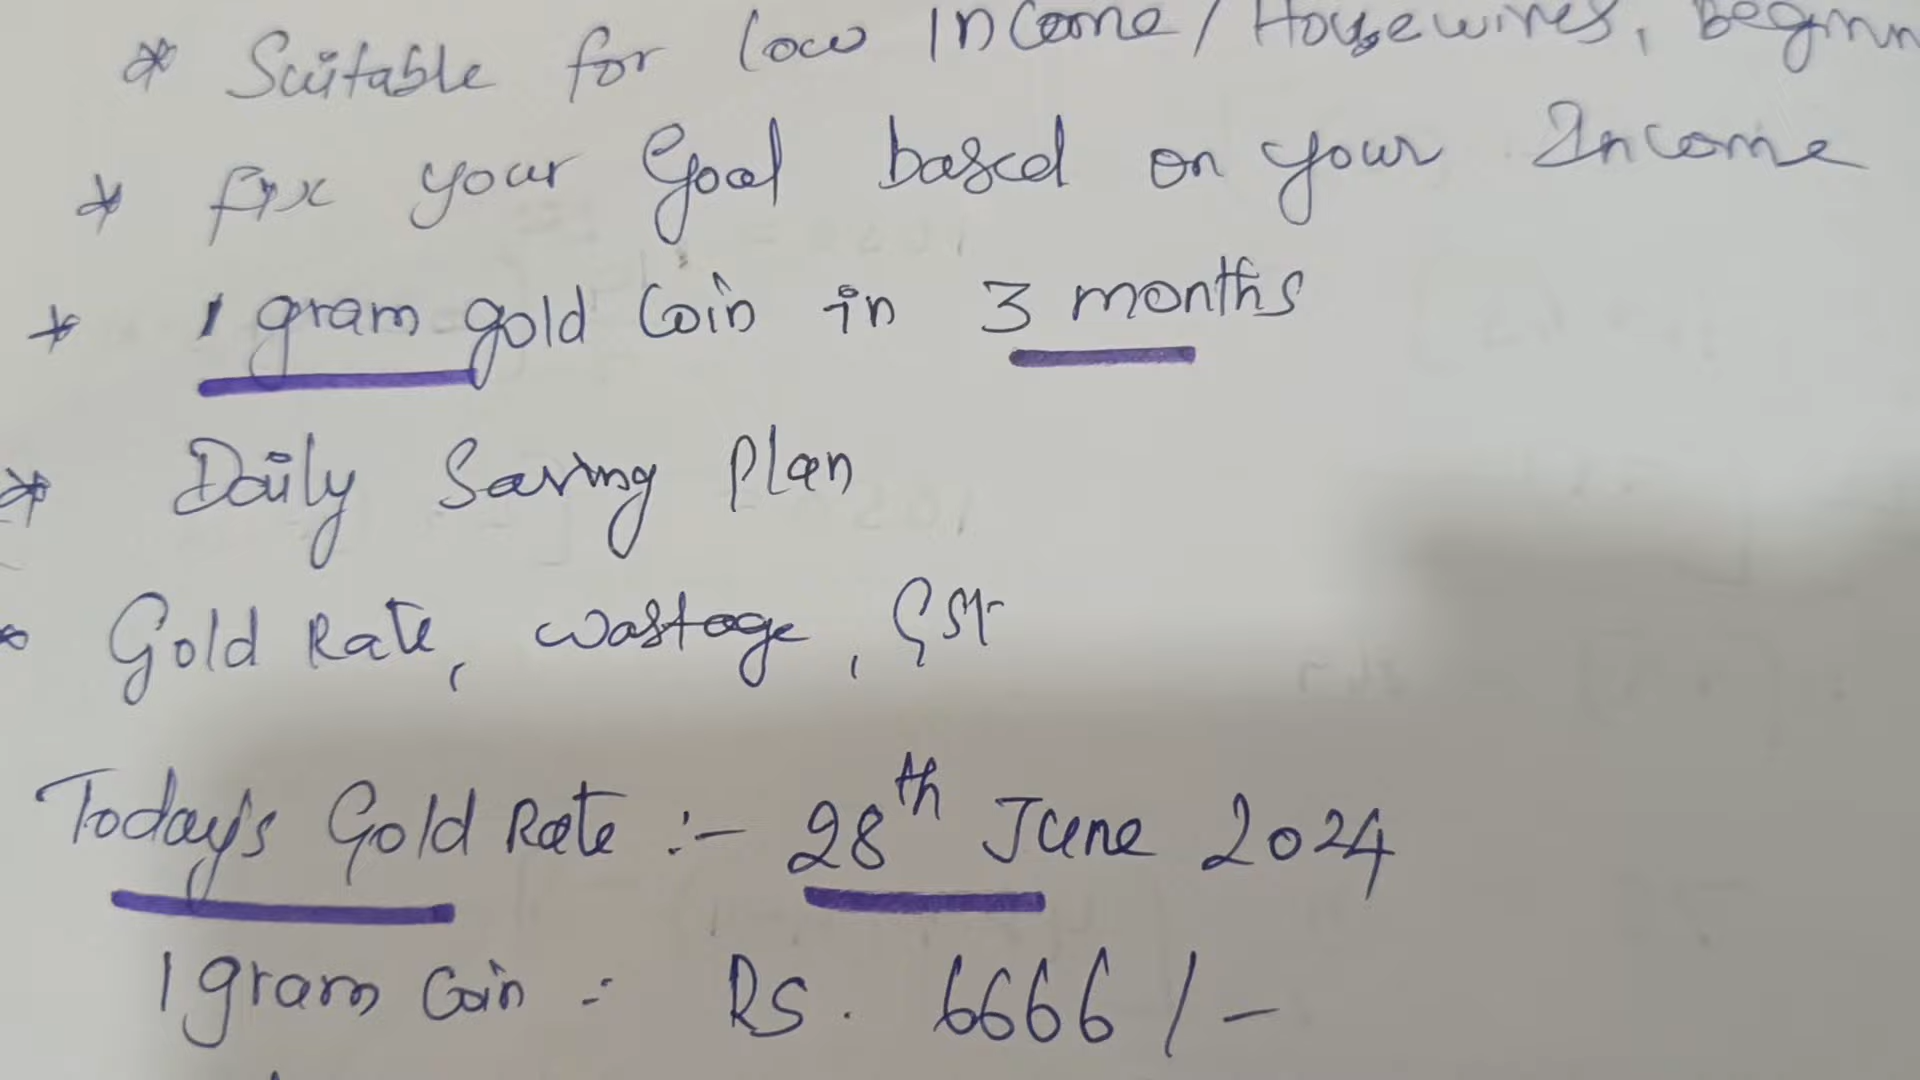 * Suitable for low Income/Housewives,
* fix your Goal based on your Income
* 1 gram gold Coin in 3 months
* Daily Saving Plan
* Gold Rate, wastage, GST
Today's Gold Rate :- 28th June 2024
1 gram Coin :- RS. 6666/-